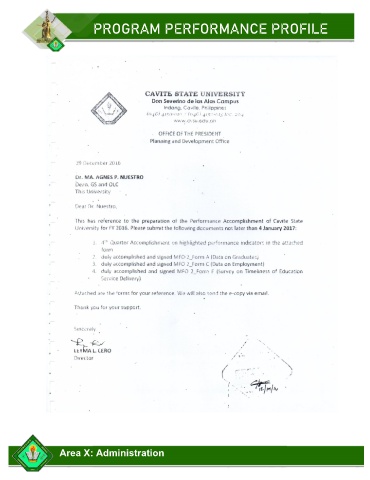 PROGRAM PERFORMANCE PROFILE
CAVITE STATE UNIVERSITY
Don Severino de las Alas Campus
Indang, Cavite, Philippines
www.cvsu.edu.ph
OFFICE OF THE PRESIDENT
Planning and Development Office
29 December 2016
Dr. MA. AGNES P. NUESTRO
Dean, GS and OLC
This University
Dear Dr. Nuestro,
This has reference to the preparation of the Performance Accomplishment of Cavite State
University for FY 2016. Please submit the following documents not later than 4 January 2017:
1. 4th Quarter Accomplishment on highlighted performance indicators in the attached
form
2. duly accomplished and signed MFO 2_Form A (Data on Graduates)
3. duly accomplished and signed MFO 2_Form C (Data on Employment)
4. duly accomplished and signed MFO 2_Form E (Survey on Timeliness of Education
Service Delivery)
Attached are the forms for your reference. We will also send the e-copy via email.
Thank you for your support.
Sincerely,
LERMA L. LERO
Director
Area X: Administration